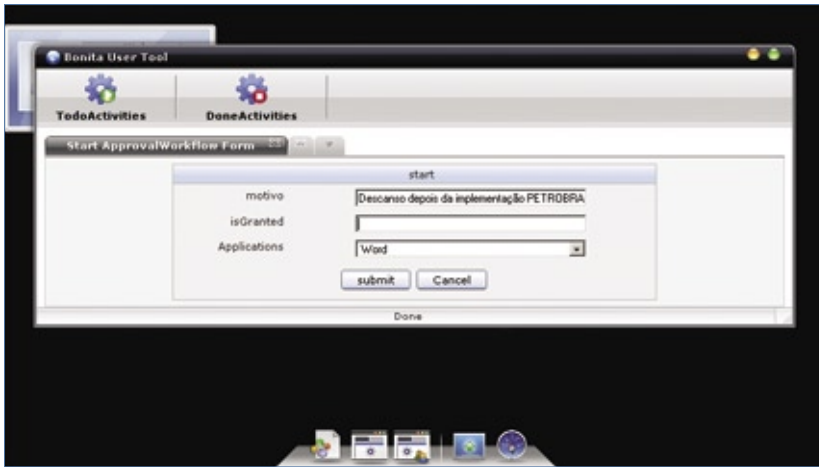 Bonita User Tool
TodoActivities DoneActivities
Start ApprovalWorkflow Form
start
motivo Descanso depois da implementação PETROBRA
isGranted
Applications Word
submit Cancel
Done